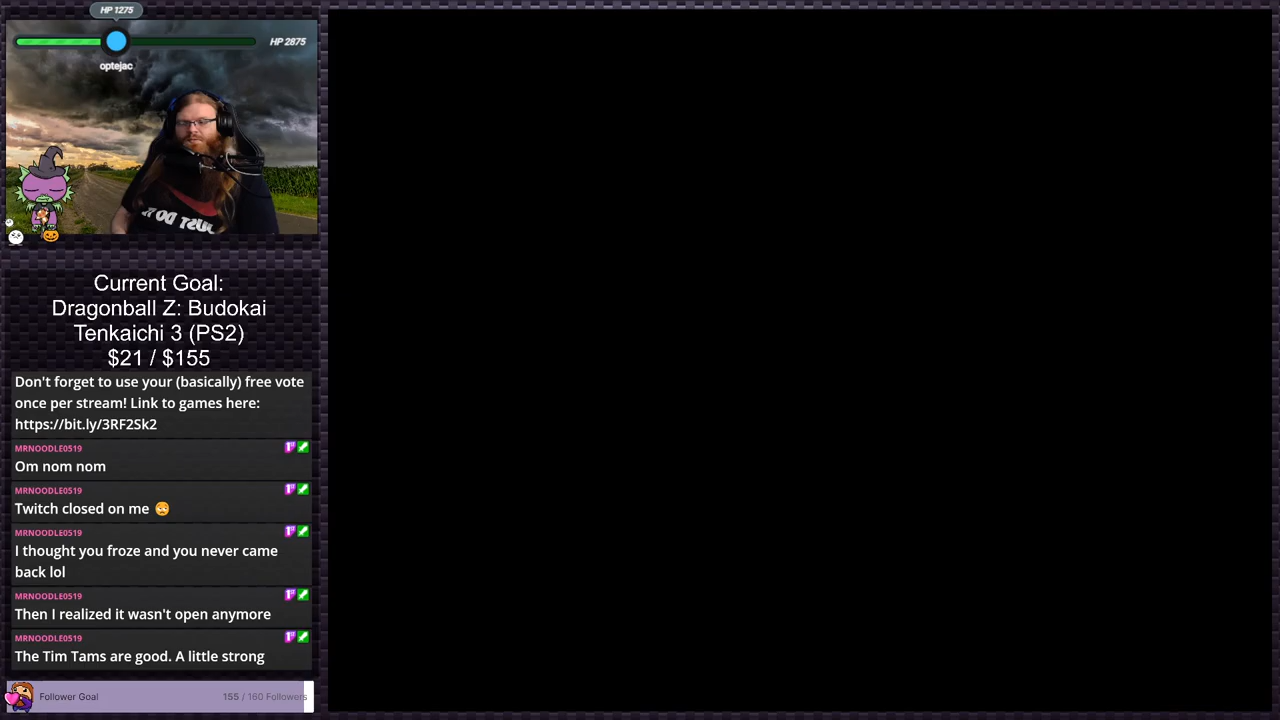 HP 1275
HP 2875
optejac
JUST DO IT
Current Goal:
Dragonball Z: Budokai
Tenkaichi 3 (PS2)
$21 / $155
Don't forget to use your (basically) free vote
once per stream! Link to games here:
https://bit.ly/3RF2Sk2
MRNOODLE0519
Om nom nom
MRNOODLE0519
Twitch closed on me 😳
MRNOODLE0519
I thought you froze and you never came
back lol
MRNOODLE0519
Then I realized it wasn't open anymore
MRNOODLE0519
The Tim Tams are good. A little strong
Follower Goal
155 / 160 Followers